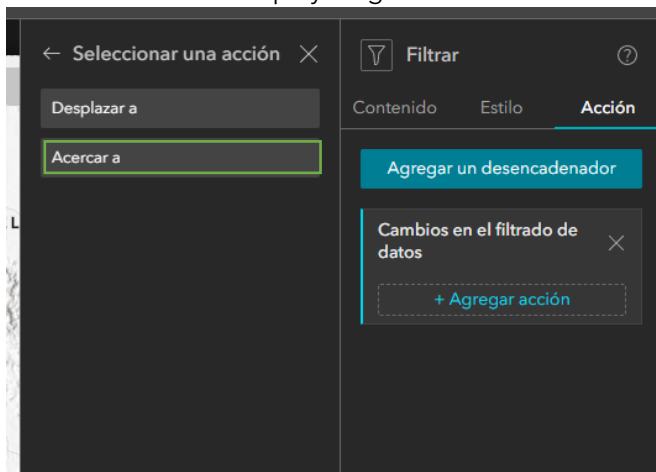 ← Seleccionar una acción ×
Desplazar a
Acercar a
L
Filtrar ?
Contenido Estilo Acción
Agregar un desencadenador
Cambios en el filtrado de
datos ×
+ Agregar acción